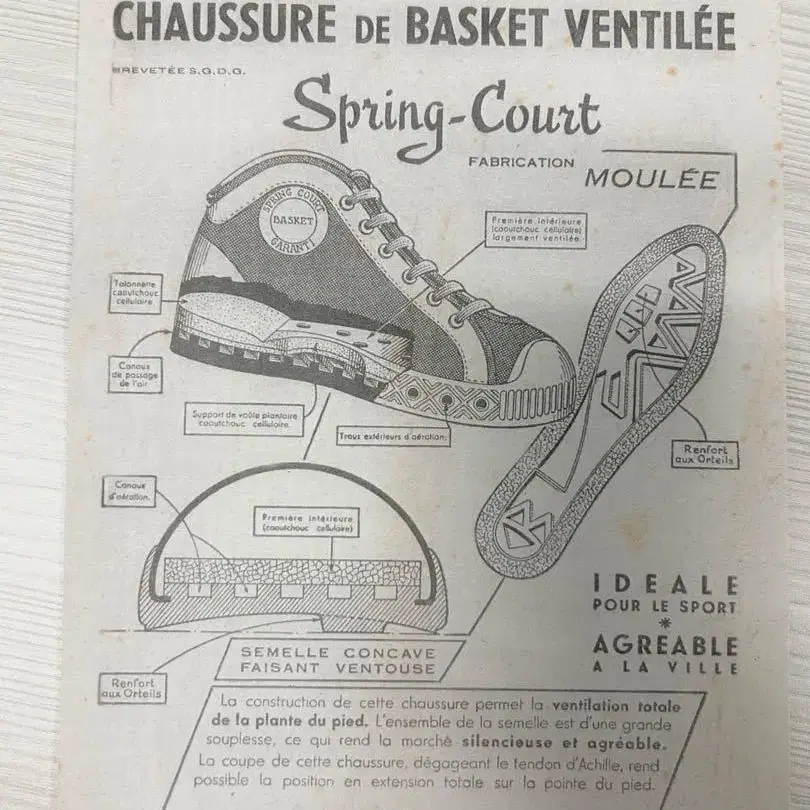 CHAUSSURE DE BASKET VENTILÉE
BREVETÉE S.G.D.G.
Spring-Court
FABRICATION
MOULÉE
SPRING COURT
BASKET
GARANTI
Première intérieure
(caoutchouc cellulaire)
largement ventilée
Talonnette
caoutchouc
cellulaire
Canaux
de passage
de l'air
Support de voûte plantaire
caoutchouc cellulaire.
Trous extérieurs d'aération.
Renfort
aux Orteils
Canaux
d'aération.
Première intérieure
(caoutchouc cellulaire)
IDEALE
POUR LE SPORT
*
AGREABLE
A LA VILLE
SEMELLE CONCAVE
FAISANT VENTOUSE
Renfort
aux Orteils
La construction de cette chaussure permet la ventilation totale
de la plante du pied. L'ensemble de la semelle est d'une grande
souplesse, ce qui rend la marche silencieuse et agréable.
La coupe de cette chaussure, dégageant le tendon d'Achille, rend
possible la position en extension totale sur la pointe du pied.